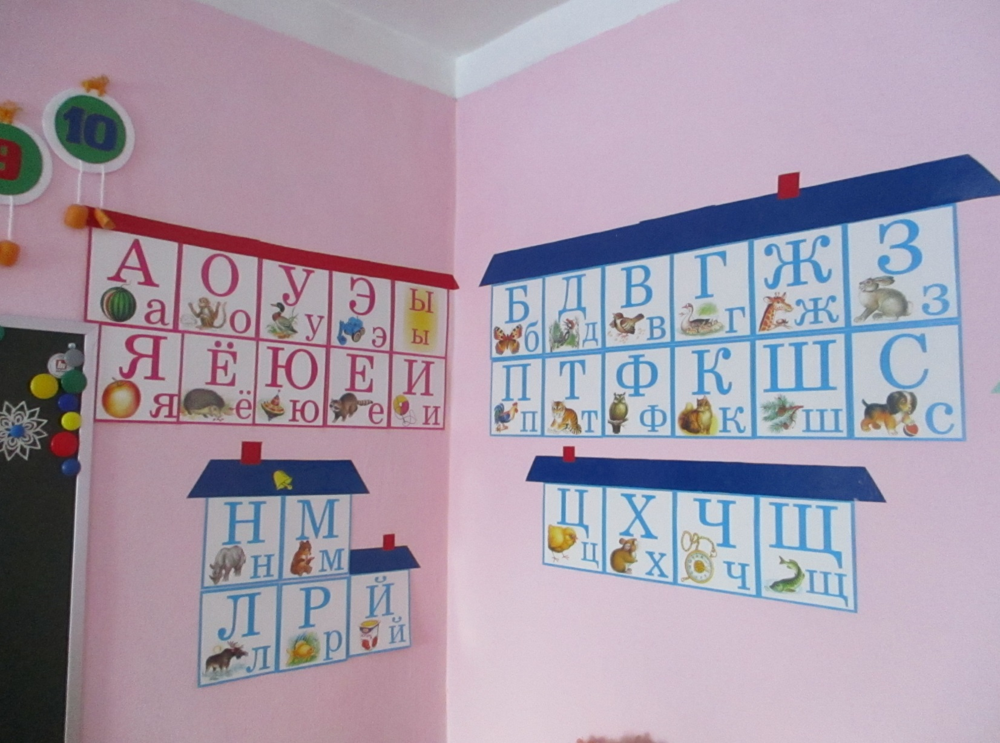 9
10
А а
О о
У у
Э э
Ы ы
Я я
Ё ё
Ю ю
Е е
И и
Н н
М м
Л л
Р р
Й й
Б б
Д д
В в
Г г
Ж ж
З з
П п
Т т
Ф ф
К к
Ш ш
С с
Ц ц
Х х
Ч ч
Щ щ